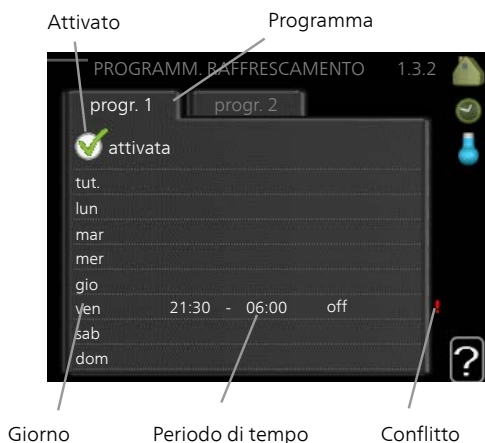 Attivato Programma
PROGRAMM. RAFFRESCAMENTO 1.3.2
progr. 1 progr. 2
attivata
tut.
lun
mar
mer
gio
ven 21:30 - 06:00 off !
sab
dom
?
Giorno Periodo di tempo Conflitto